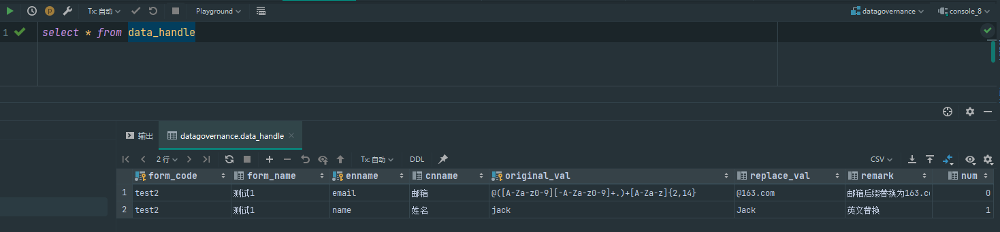 Tx: 自动 Playground datagovernance console_8
1 select * from data_handle
输出 datagovernance.data_handle
2 行 Tx: 自动 DDL CSV
form_code form_name enname cnname original_val replace_val remark num
1 test2 测试1 email 邮箱 @([A-Za-z0-9][-A-Za-z0-9]+.)+[A-Za-z]{2,14} @163.com 邮箱后缀替换为163.c 0
2 test2 测试1 name 姓名 jack Jack 英文替换 1